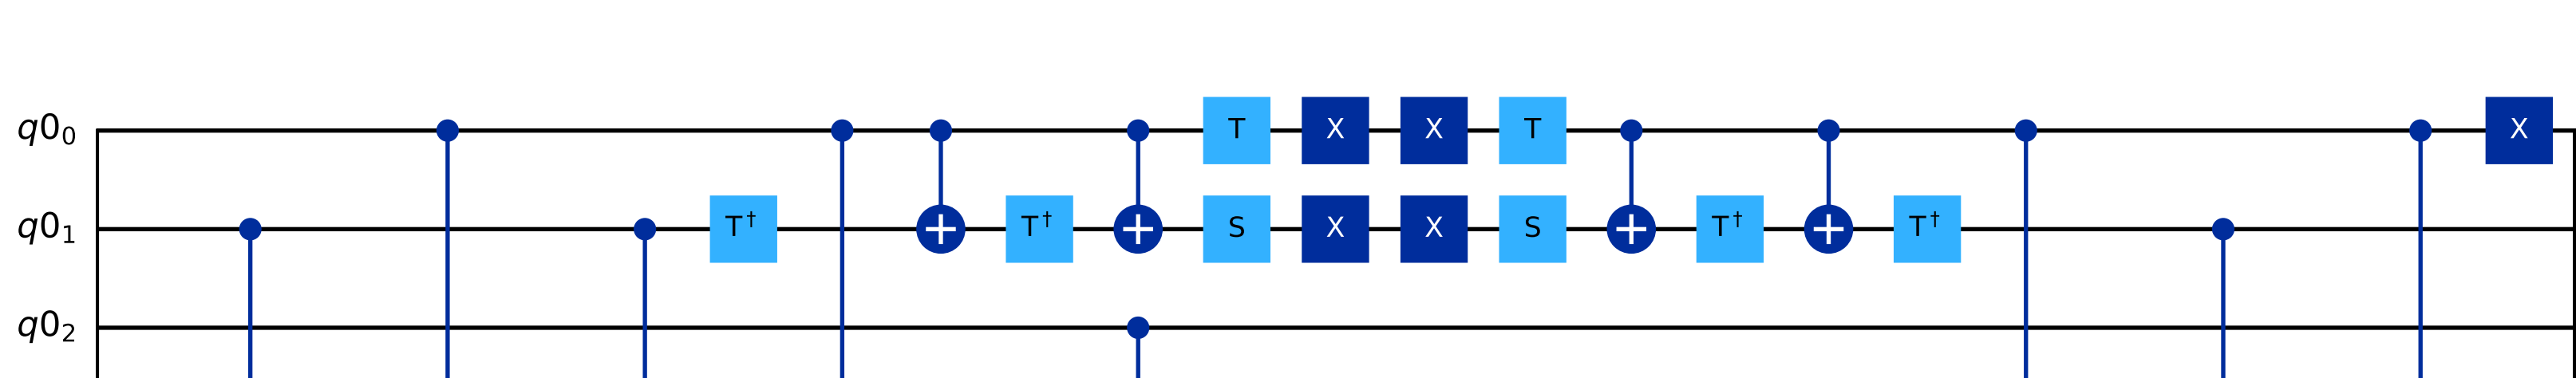 q0₀ T X X T X
q0₁ T† T† S X X S T† T†
q0₂